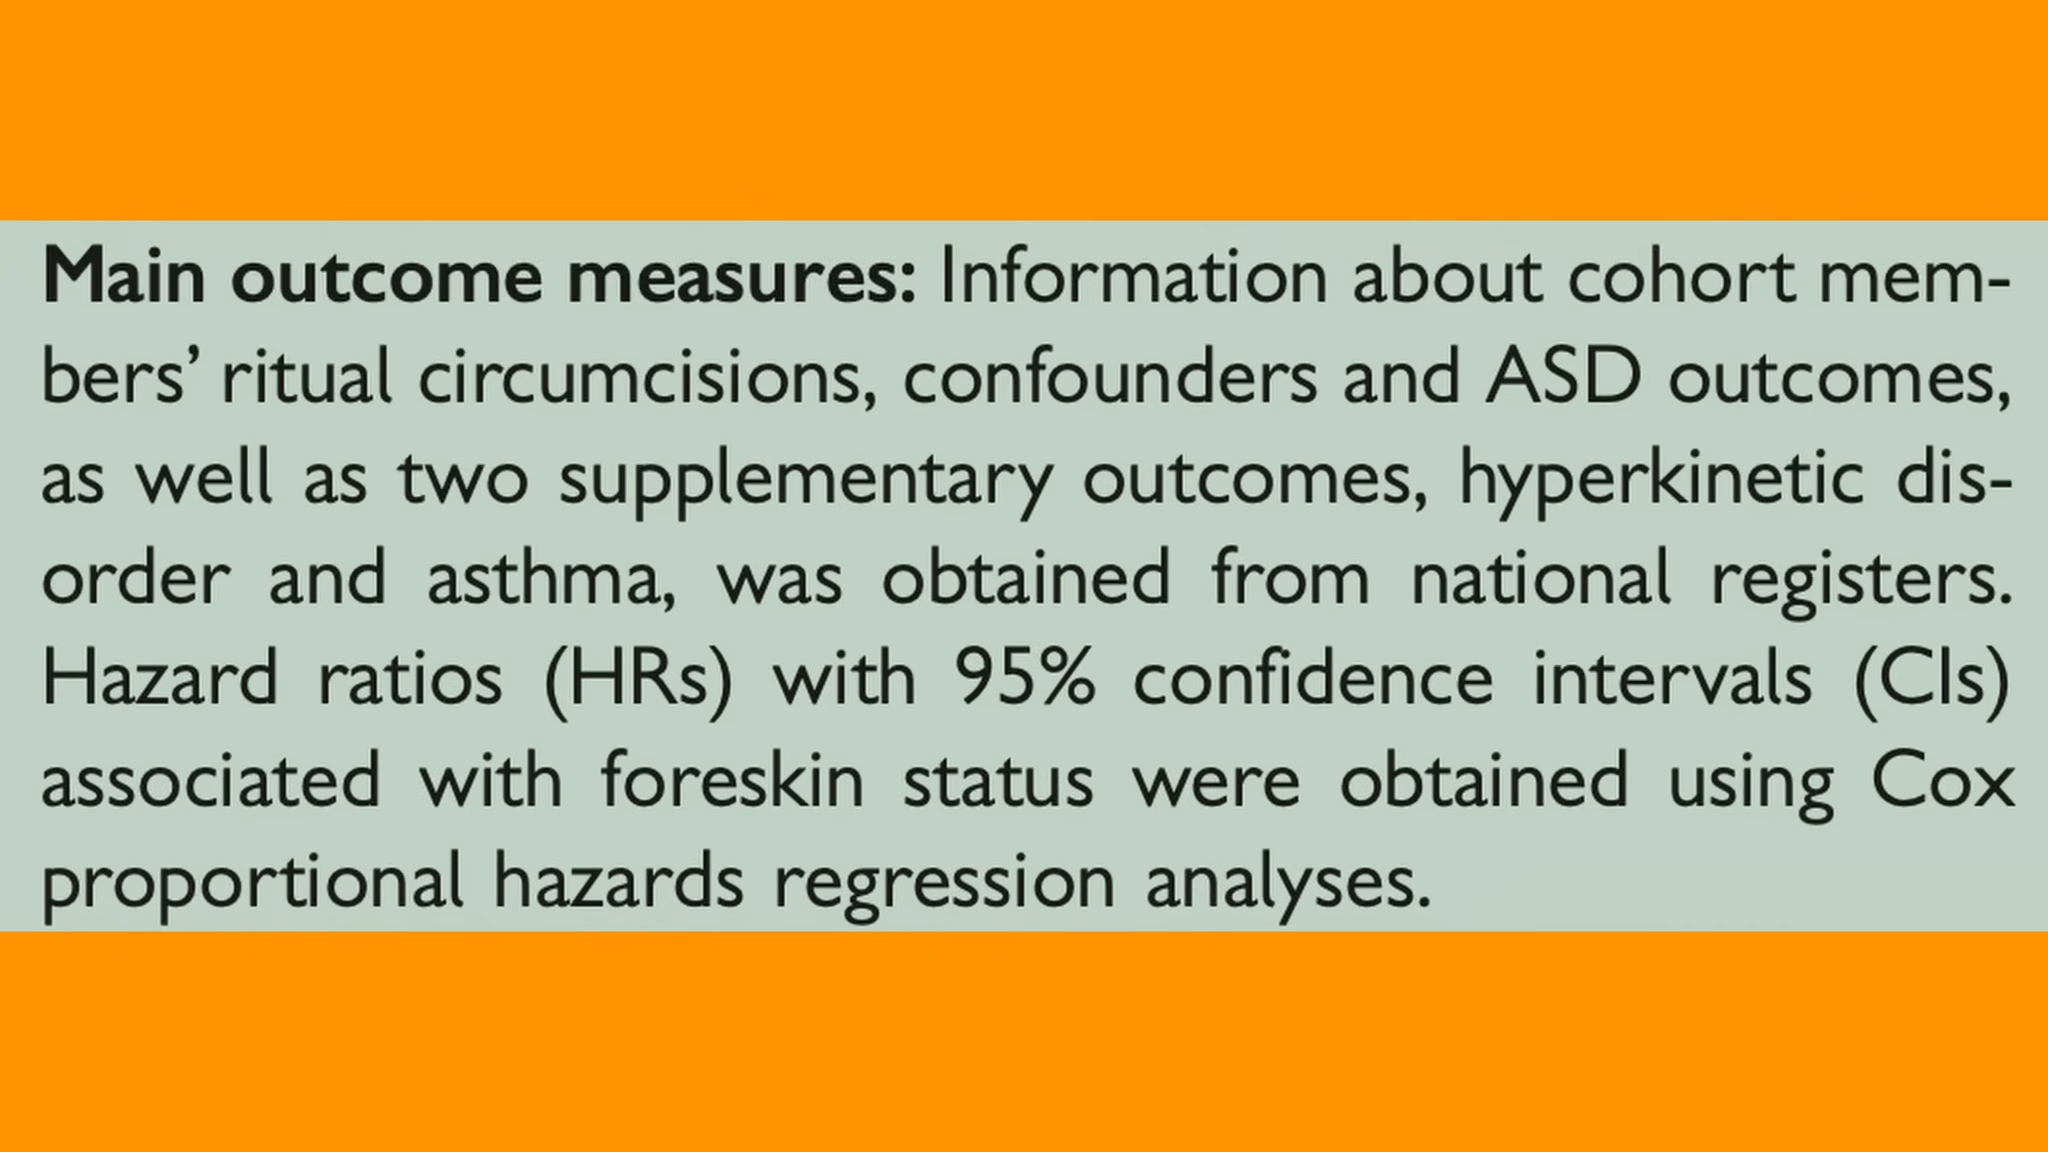 Main outcome measures: Information about cohort mem-
bers’ ritual circumcisions, confounders and ASD outcomes,
as well as two supplementary outcomes, hyperkinetic dis-
order and asthma, was obtained from national registers.
Hazard ratios (HRs) with 95% confidence intervals (CIs)
associated with foreskin status were obtained using Cox
proportional hazards regression analyses.